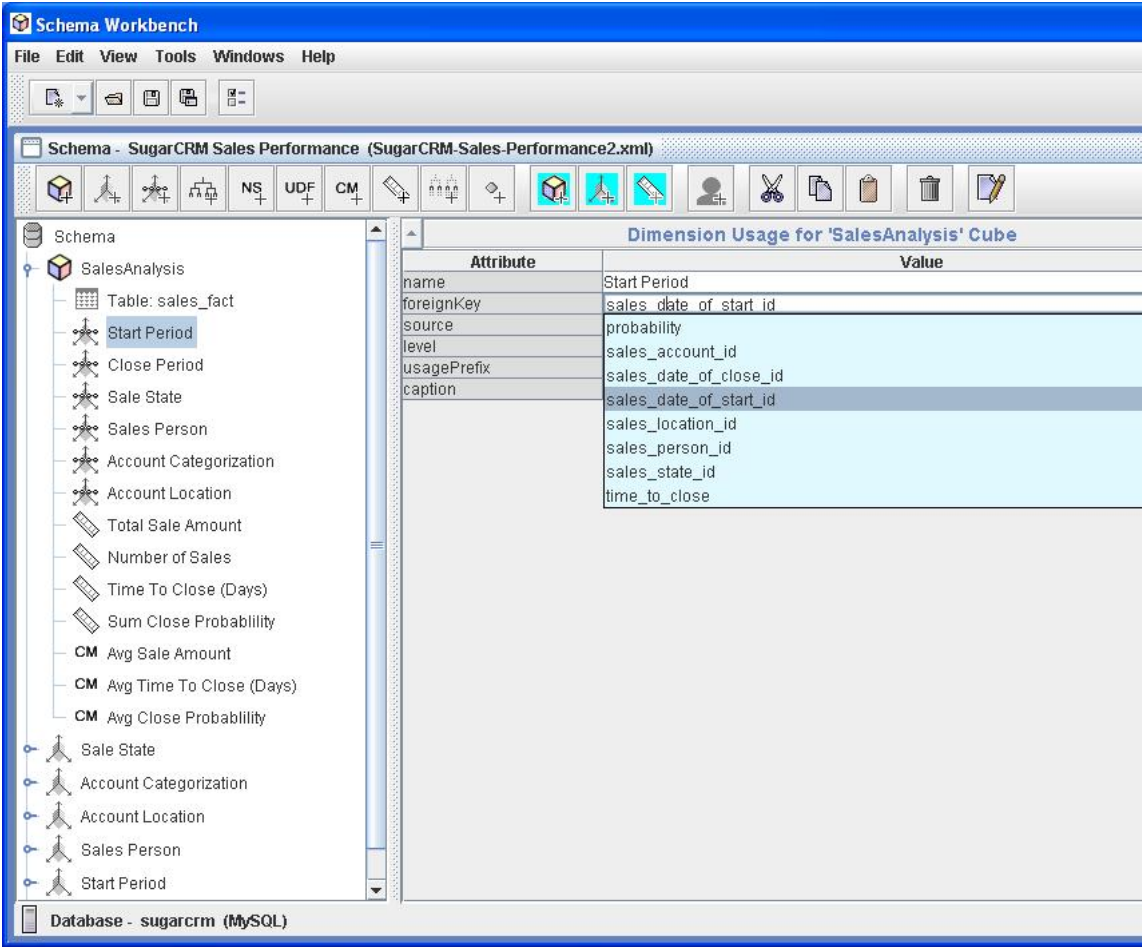 Schema Workbench
File Edit View Tools Windows Help
Schema - SugarCRM Sales Performance (SugarCRM-Sales-Performance2.xml)
NS UDF CM
Schema
SalesAnalysis
Table: sales_fact
Start Period
Close Period
Sale State
Sales Person
Account Categorization
Account Location
Total Sale Amount
Number of Sales
Time To Close (Days)
Sum Close Probablility
CM Avg Sale Amount
CM Avg Time To Close (Days)
CM Avg Close Probablility
Sale State
Account Categorization
Account Location
Sales Person
Start Period
Dimension Usage for 'SalesAnalysis' Cube
Attribute Value
name Start Period
foreignKey sales_date_of_start_id
source
level
usagePrefix
caption
probability
sales_account_id
sales_date_of_close_id
sales_date_of_start_id
sales_location_id
sales_person_id
sales_state_id
time_to_close
Database - sugarcrm (MySQL)